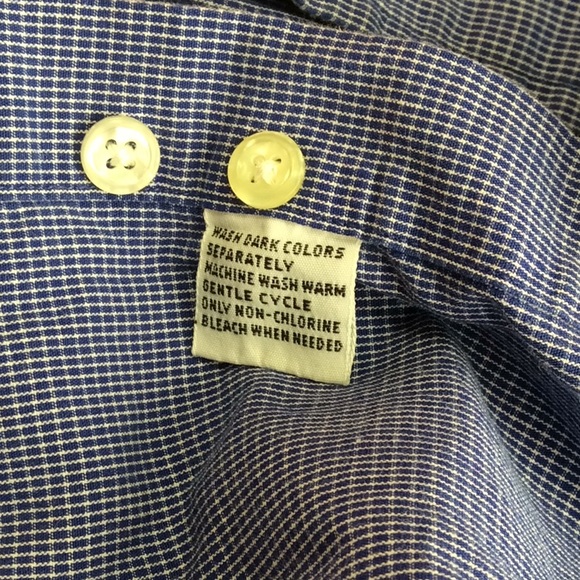 WASH DARK COLORS
SEPARATELY
MACHINE WASH WARM
GENTLE CYCLE
ONLY NON-CHLORINE
BLEACH WHEN NEEDED